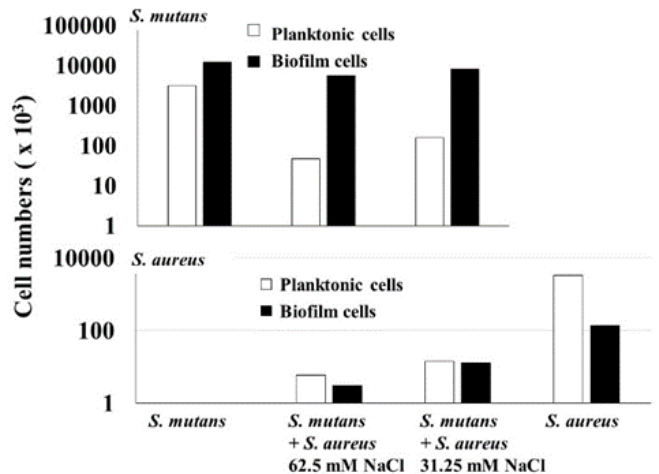 S. mutans
100000
10000
1000
100
10
1
Planktonic cells
Biofilm cells
Cell numbers ( x 10³)
S. aureus
10000
100
1
Planktonic cells
Biofilm cells
S. mutans
S. mutans
+ S. aureus
62.5 mM NaCl
S. mutans
+ S. aureus
31.25 mM NaCl
S. aureus